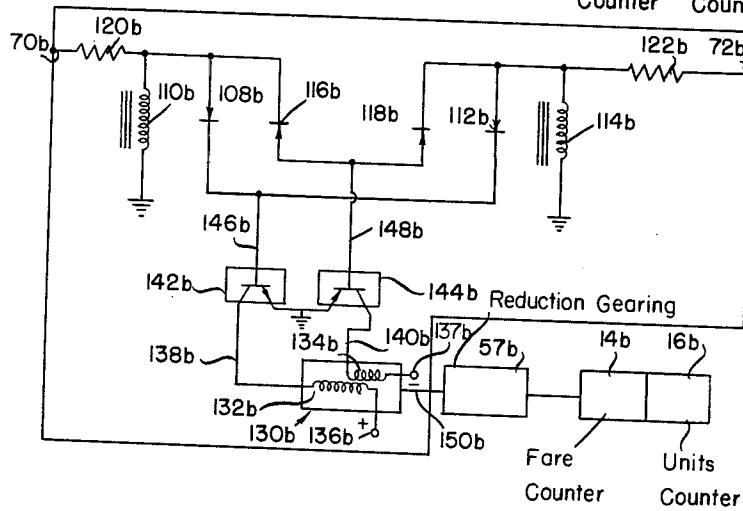 Counter Coun
70b
120b
122b
72b
110b
108b
116b
118b
112b
114b
146b
148b
142b
144b
Reduction Gearing
138b
134b
140b
137b
57b
14b
16b
132b
−
130b
136b
+
150b
Fare
Counter
Units
Counter